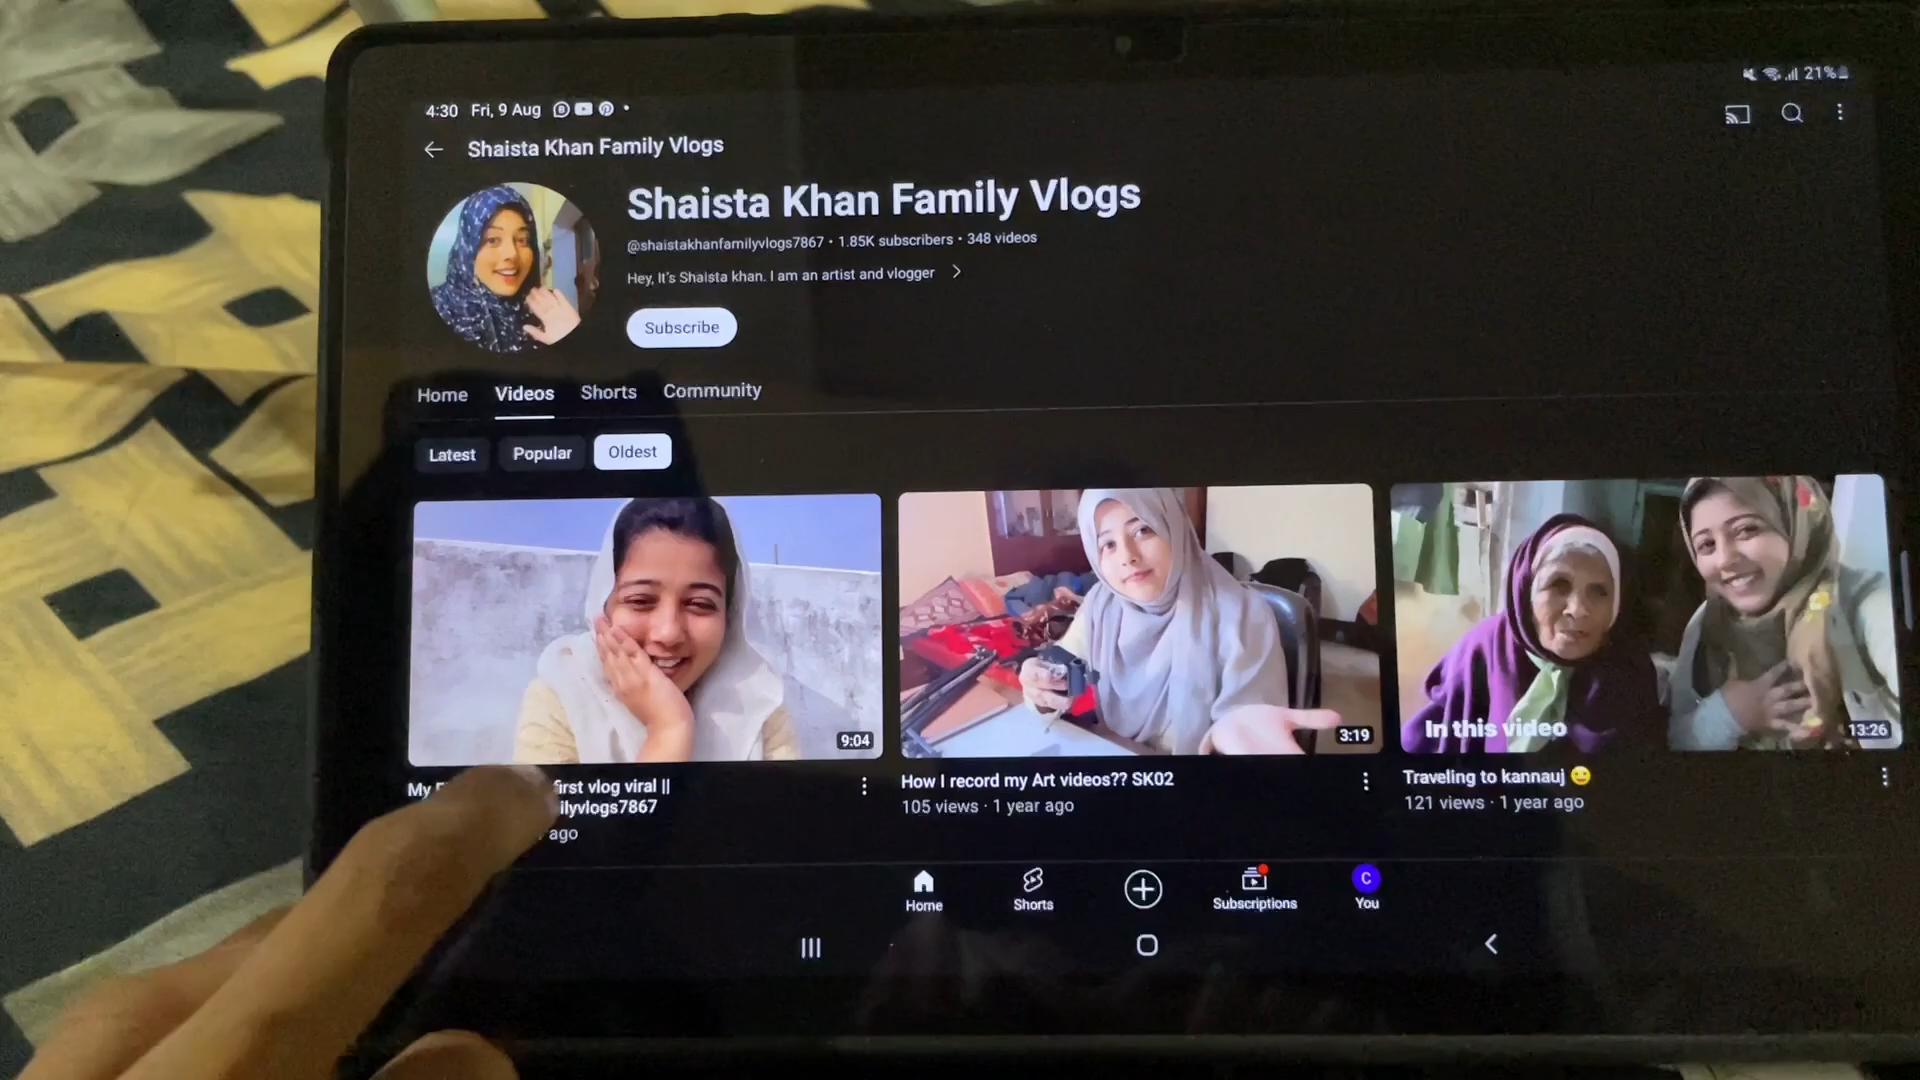 4:30 Fri, 9 Aug
21%
Shaista Khan Family Vlogs
Shaista Khan Family Vlogs
@shaistakhanfamilyvlogs7867 • 1.85K subscribers • 348 videos
Hey, It's Shaista khan. I am an artist and vlogger
Subscribe
Home Videos Shorts Community
Latest Popular Oldest
9:04
3:19
In this video
13:26
My first vlog viral ||
ilyvlogs7867
ago
How I record my Art videos?? SK02
105 views · 1 year ago
Traveling to kannauj 😉
121 views · 1 year ago
Home
Shorts
Subscriptions
C
You